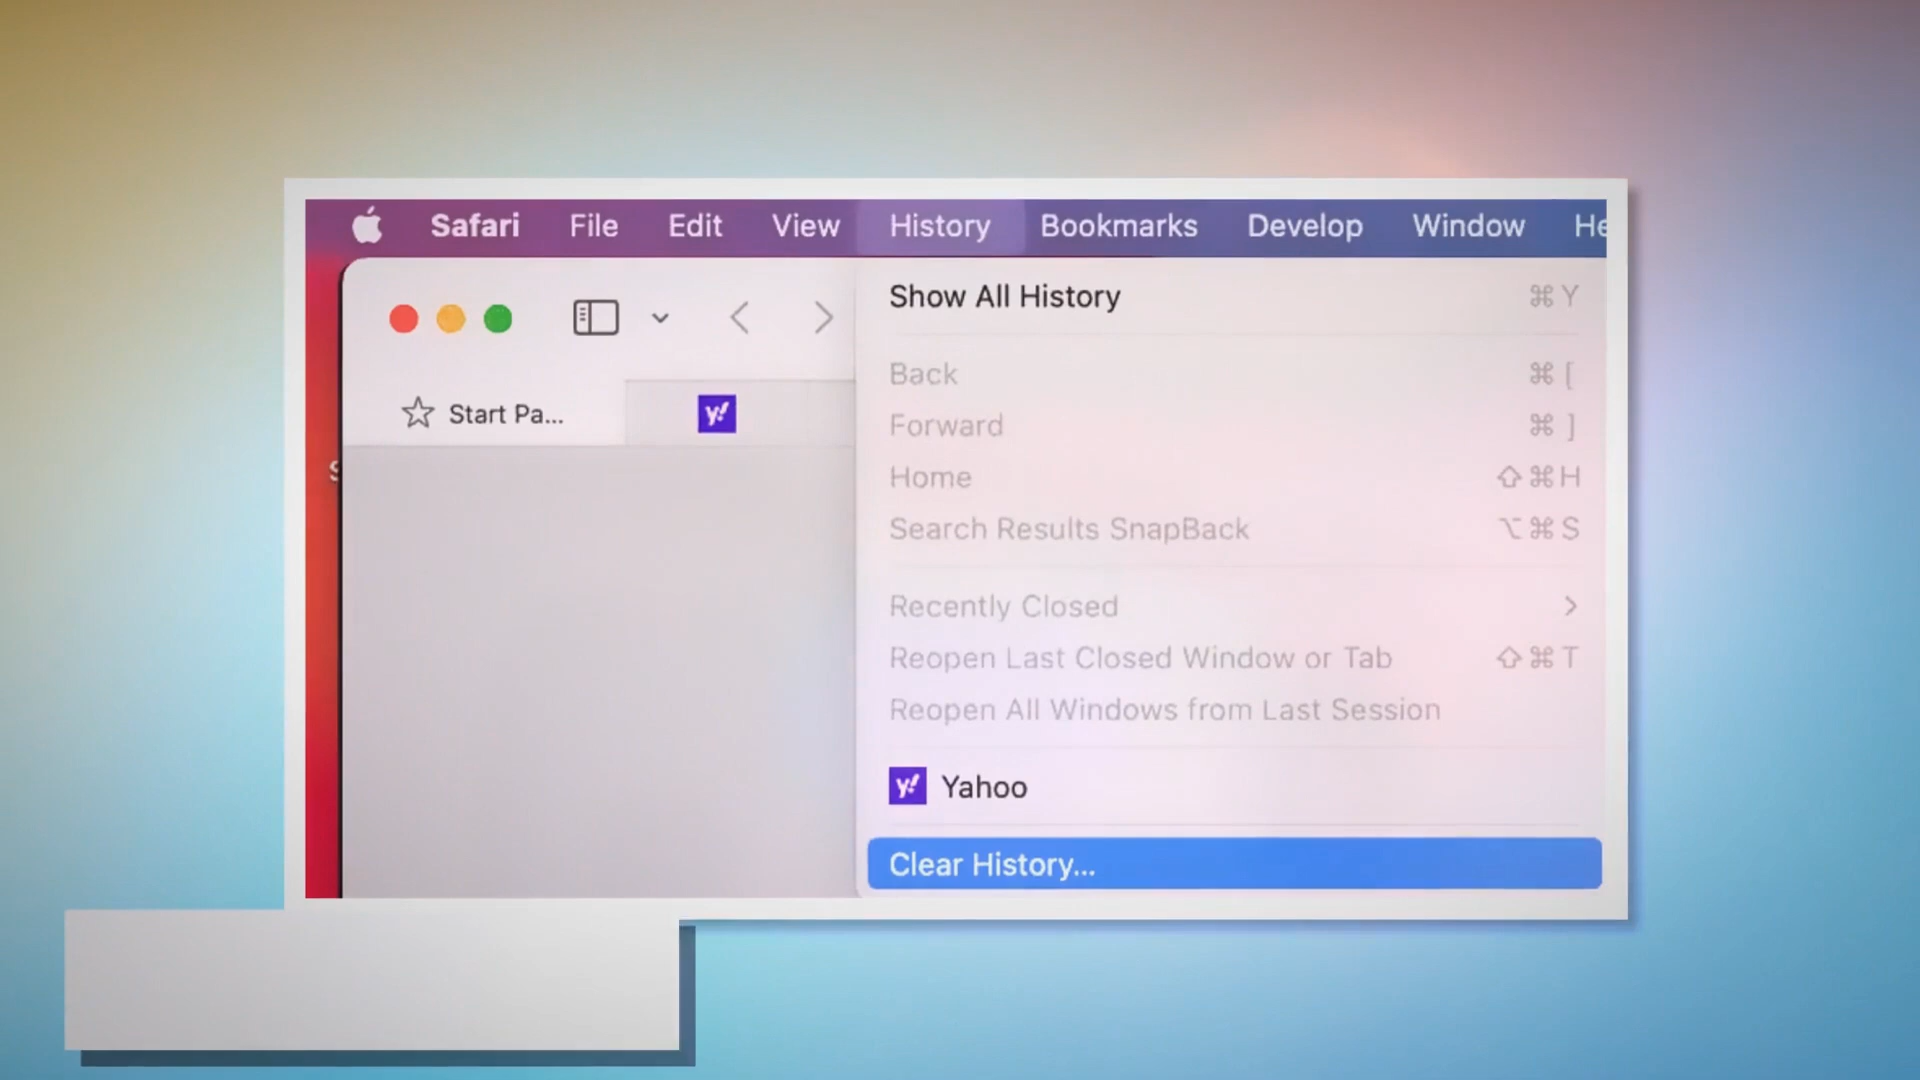 Safari File Edit View History Bookmarks Develop Window He
Show All History ⌘Y
Back ⌘[
Forward ⌘]
Home ⇧⌘H
Search Results SnapBack ⌥⌘S
Recently Closed >
Reopen Last Closed Window or Tab ⇧⌘T
Reopen All Windows from Last Session
y! Yahoo
Clear History...
Start Pa...
y!
S